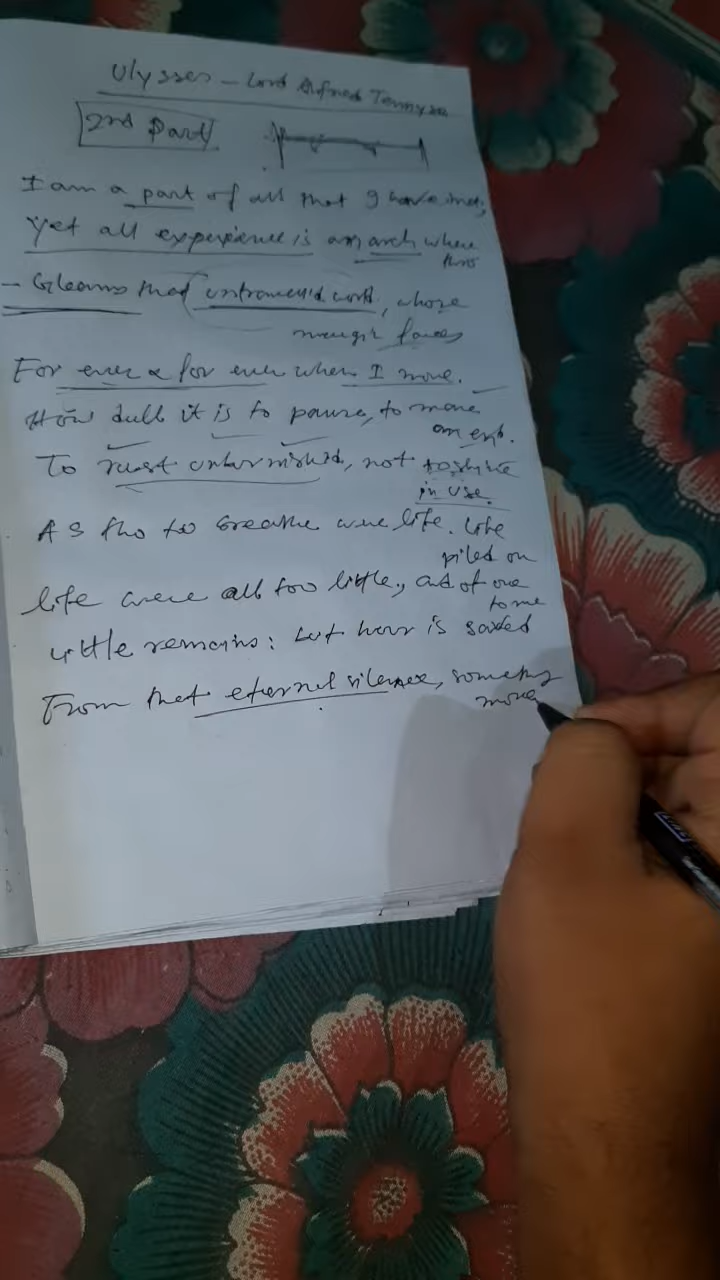 Ulysses - Lord Alfred Tennyson
2nd Part
I am a part of all that I have met;
Yet all experience is an arch where
thro
- Gleams that untravell'd world, whose
margin fades
For ever & for ever when I move.
How dull it is to pause, to make
an end.
To rust unburnished, not to shine
in use.
As tho to breathe were life. Life
piled on
life were all too little, and of one
to me
little remains: but hour is saved
From that eternal silence, something
more